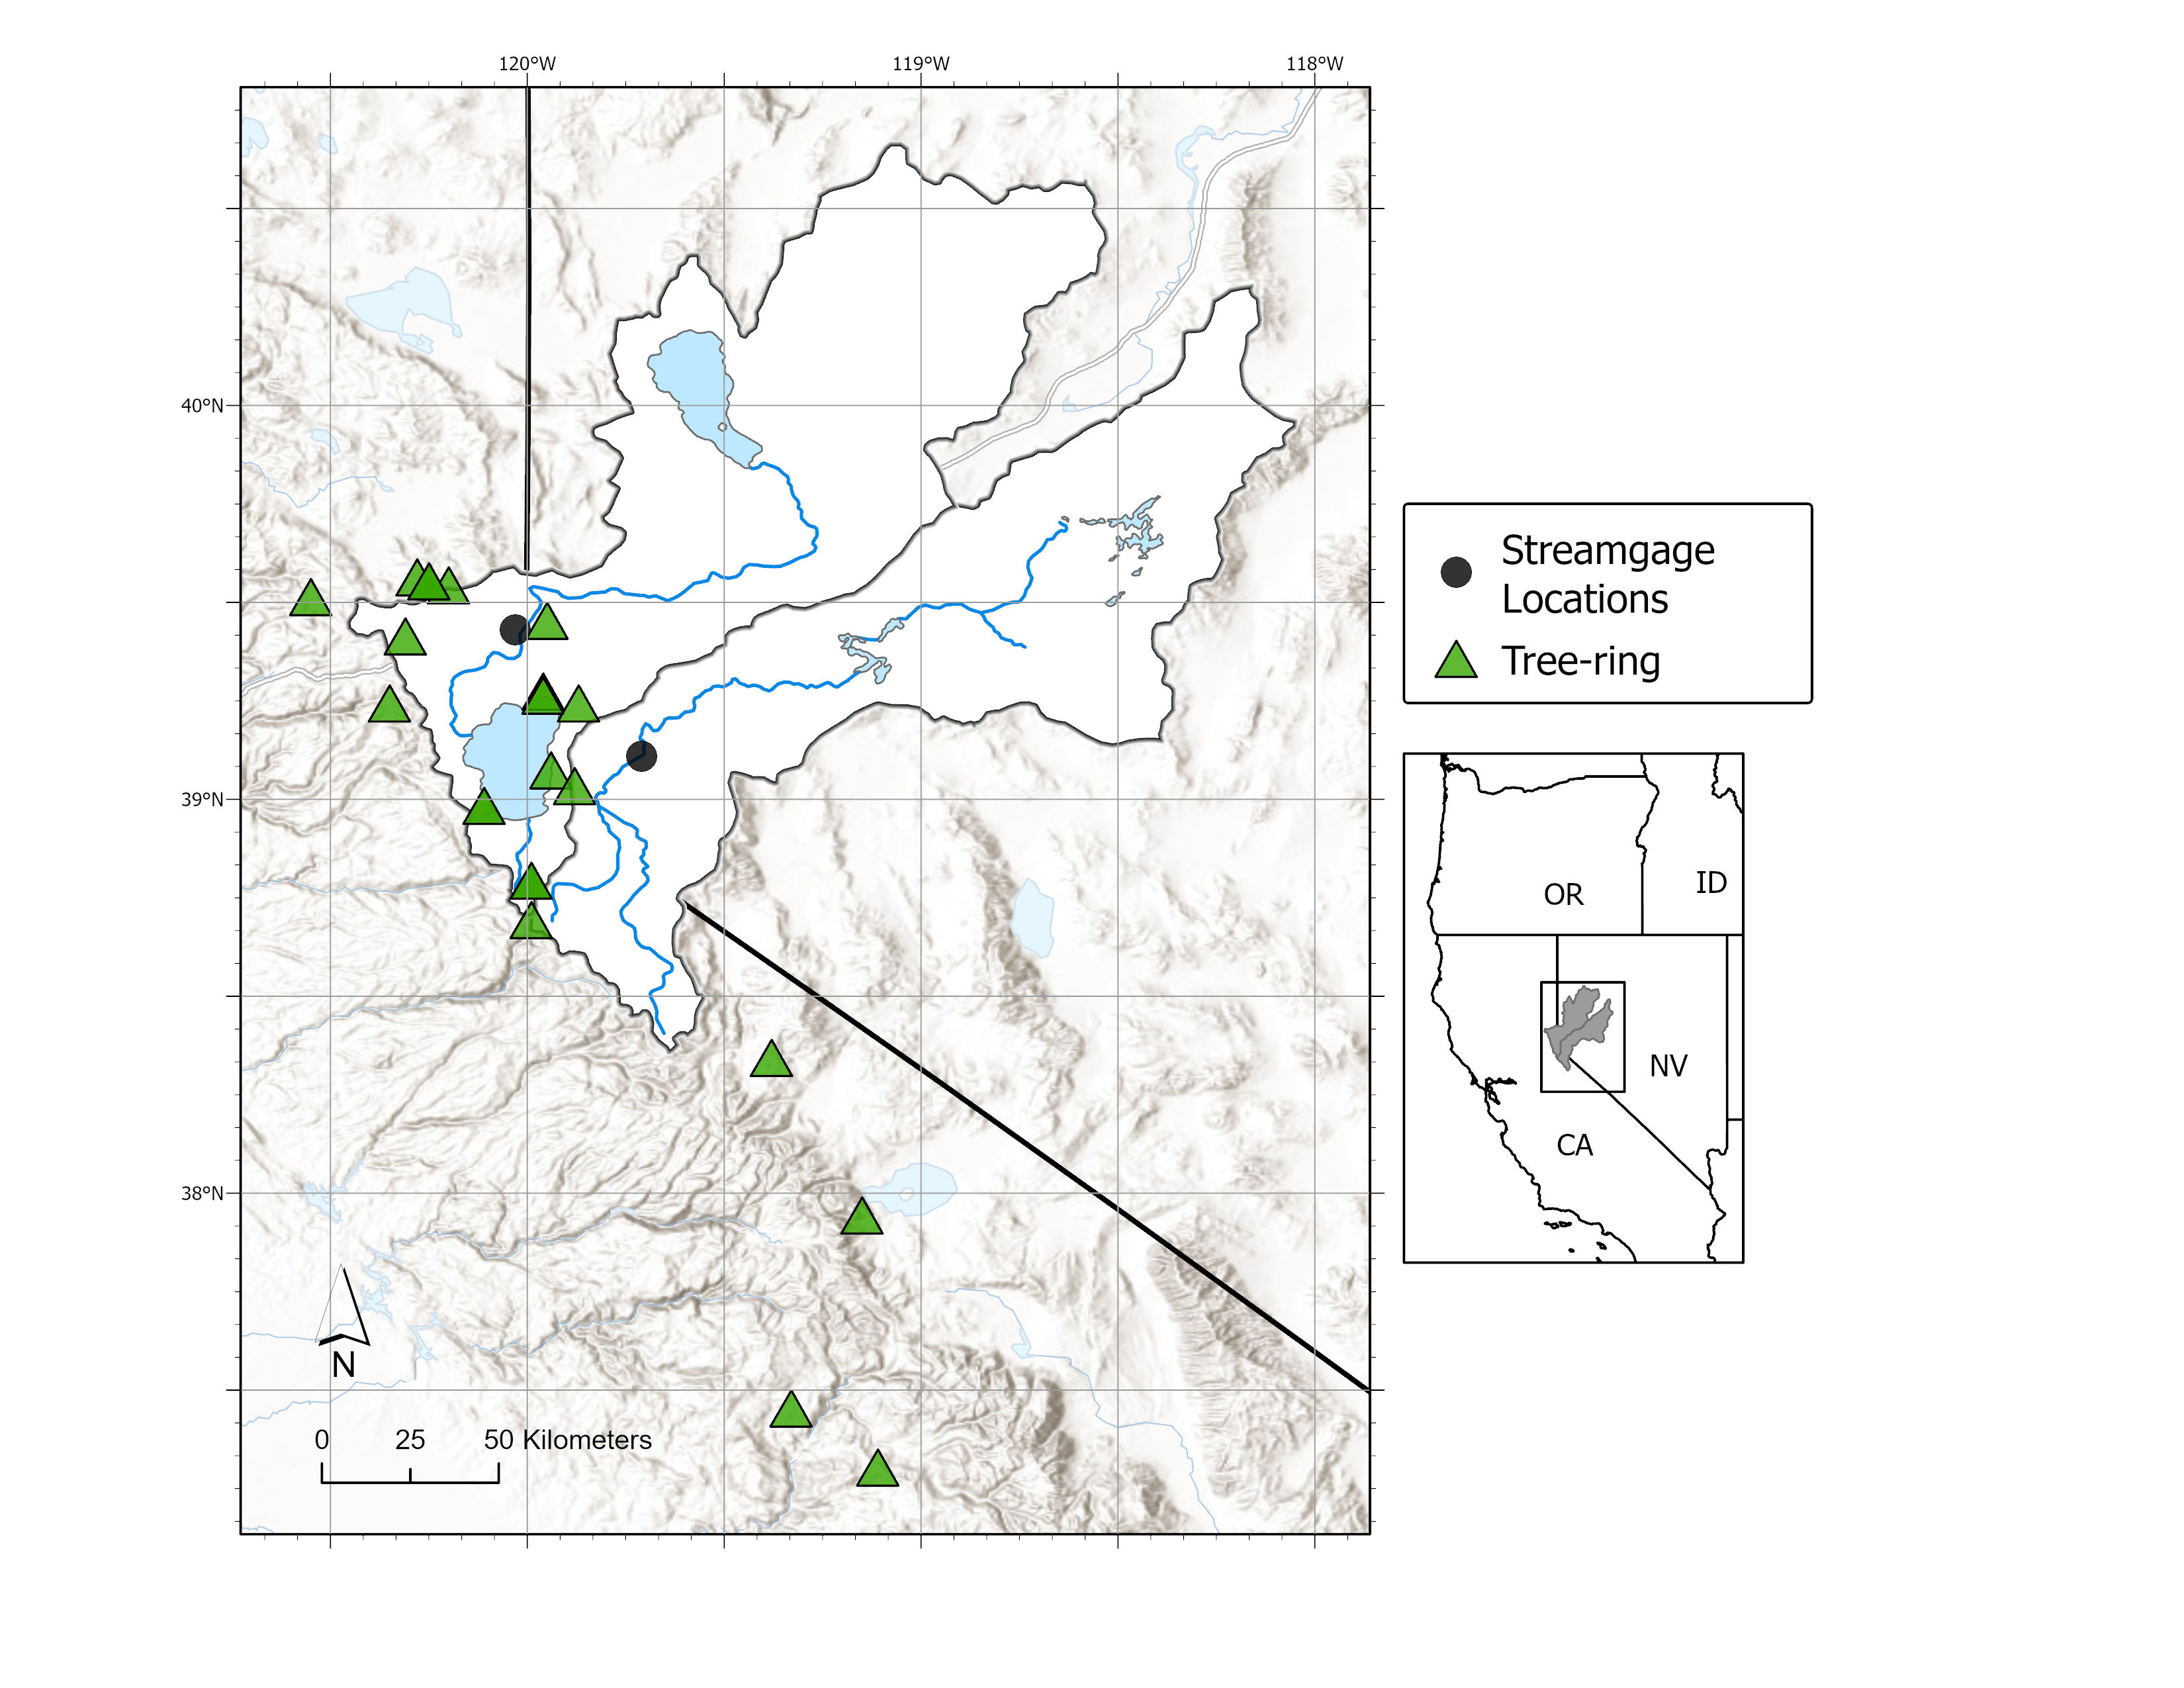 120°W
119°W
118°W
40°N
39°N
38°N
N
0 25 50 Kilometers
Streamgage
Locations
Tree-ring
OR
ID
NV
CA